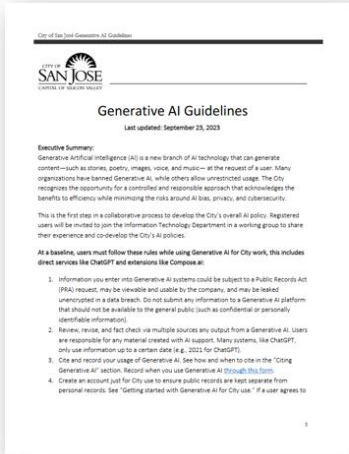 City of San José Generative AI Guidelines
CITY OF
SAN JOSE
CAPITAL OF SILICON VALLEY
Generative AI Guidelines
Last updated: September 23, 2023
Executive Summary:
Generative Artificial Intelligence (AI) is a new branch of AI technology that can generate
content—such as stories, poetry, images, voice, and music— at the request of a user. Many
organizations have banned Generative AI, while others allow unrestricted usage. The City
recognizes the opportunity for a controlled and responsible approach that acknowledges the
benefits to efficiency while minimizing the risks around AI bias, privacy, and cybersecurity.
This is the first step in a collaborative process to develop the City's overall AI policy. Registered
users will be invited to join the Information Technology Department in a working group to share
their experience and co-develop the City's AI policies.
At a baseline, users must follow these rules while using Generative AI for City work, this includes
direct services like ChatGPT and extensions like Compose.ai:
1. Information you enter into Generative AI systems could be subject to a Public Records Act
(PRA) request, may be viewable and usable by the company, and may be leaked
unencrypted in a data breach. Do not submit any information to a Generative AI platform
that should not be available to the general public (such as confidential or personally
identifiable information).
2. Review, revise, and fact check via multiple sources any output from a Generative AI. Users
are responsible for any material created with AI support. Many systems, like ChatGPT,
only use information up to a certain date (e.g., 2021 for ChatGPT).
3. Cite and record your usage of Generative AI. See how and when to cite in the "Citing
Generative AI" section. Record when you use Generative AI through this form.
4. Create an account just for City use to ensure public records are kept separate from
personal records. See "Getting started with Generative AI for City use." If a user agrees to
1